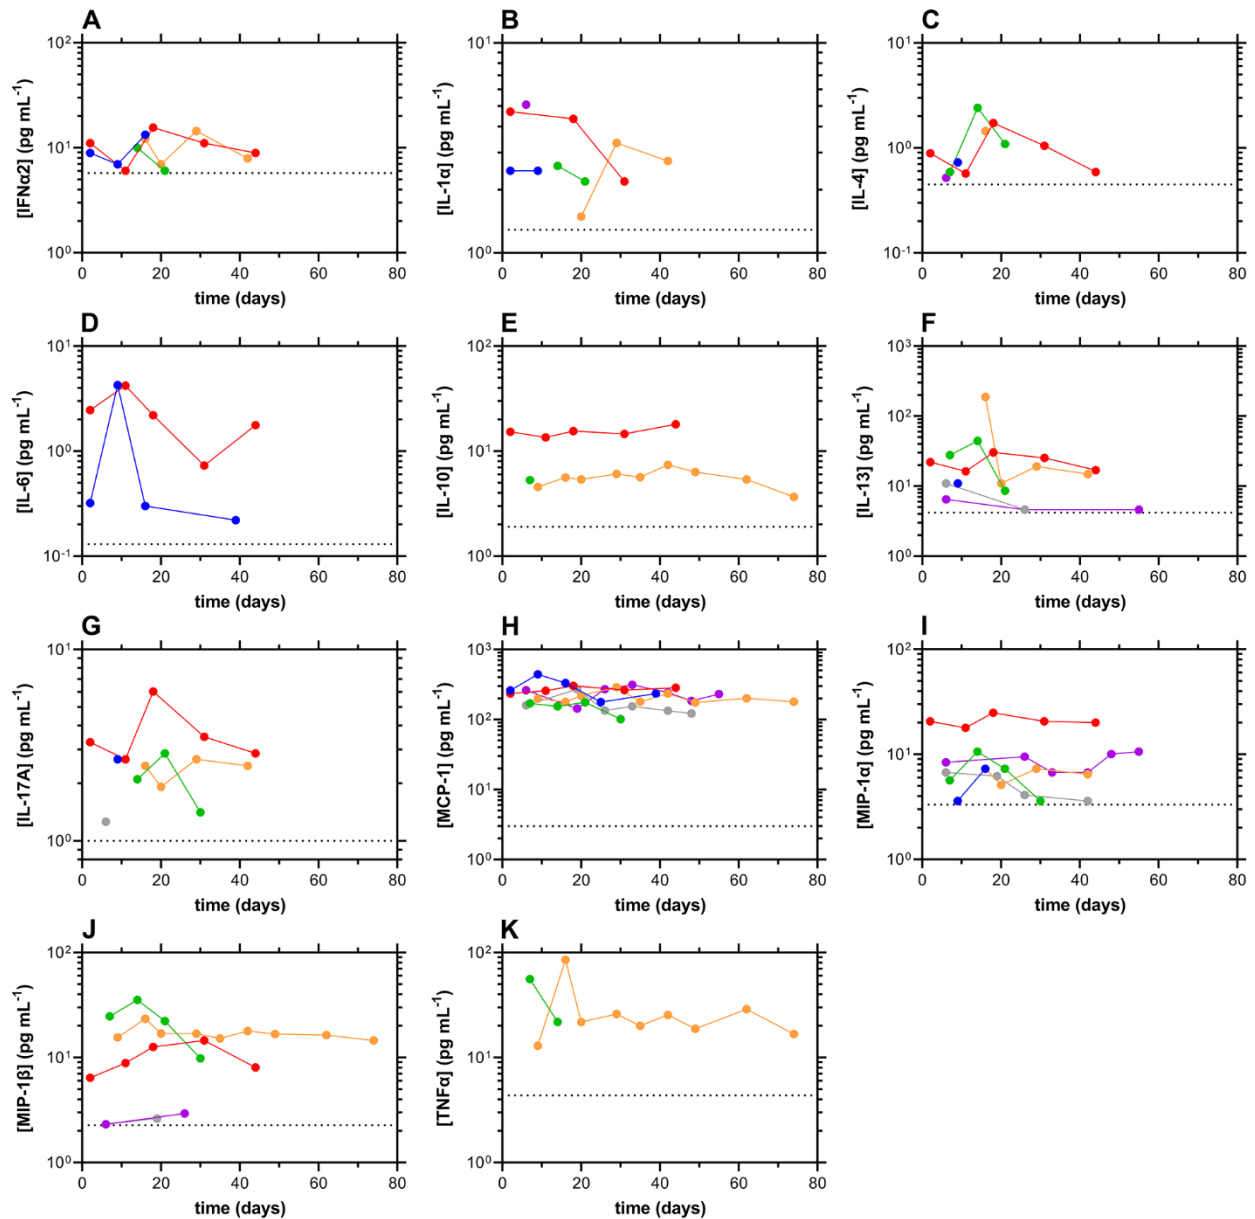 A
[IFNα2] (pg mL⁻¹)
10²
10¹
10⁰
0 20 40 60 80
time (days)
B
[IL-1α] (pg mL⁻¹)
10¹
10⁰
0 20 40 60 80
time (days)
C
[IL-4] (pg mL⁻¹)
10¹
10⁰
10⁻¹
0 20 40 60 80
time (days)
D
[IL-6] (pg mL⁻¹)
10¹
10⁰
10⁻¹
0 20 40 60 80
time (days)
E
[IL-10] (pg mL⁻¹)
10²
10¹
10⁰
0 20 40 60 80
time (days)
F
[IL-13] (pg mL⁻¹)
10³
10²
10¹
10⁰
0 20 40 60 80
time (days)
G
[IL-17A] (pg mL⁻¹)
10¹
10⁰
0 20 40 60 80
time (days)
H
[MCP-1] (pg mL⁻¹)
10³
10²
10¹
10⁰
0 20 40 60 80
time (days)
I
[MIP-1α] (pg mL⁻¹)
10²
10¹
10⁰
0 20 40 60 80
time (days)
J
[MIP-1β] (pg mL⁻¹)
10²
10¹
10⁰
0 20 40 60 80
time (days)
K
[TNFα] (pg mL⁻¹)
10²
10¹
10⁰
0 20 40 60 80
time (days)